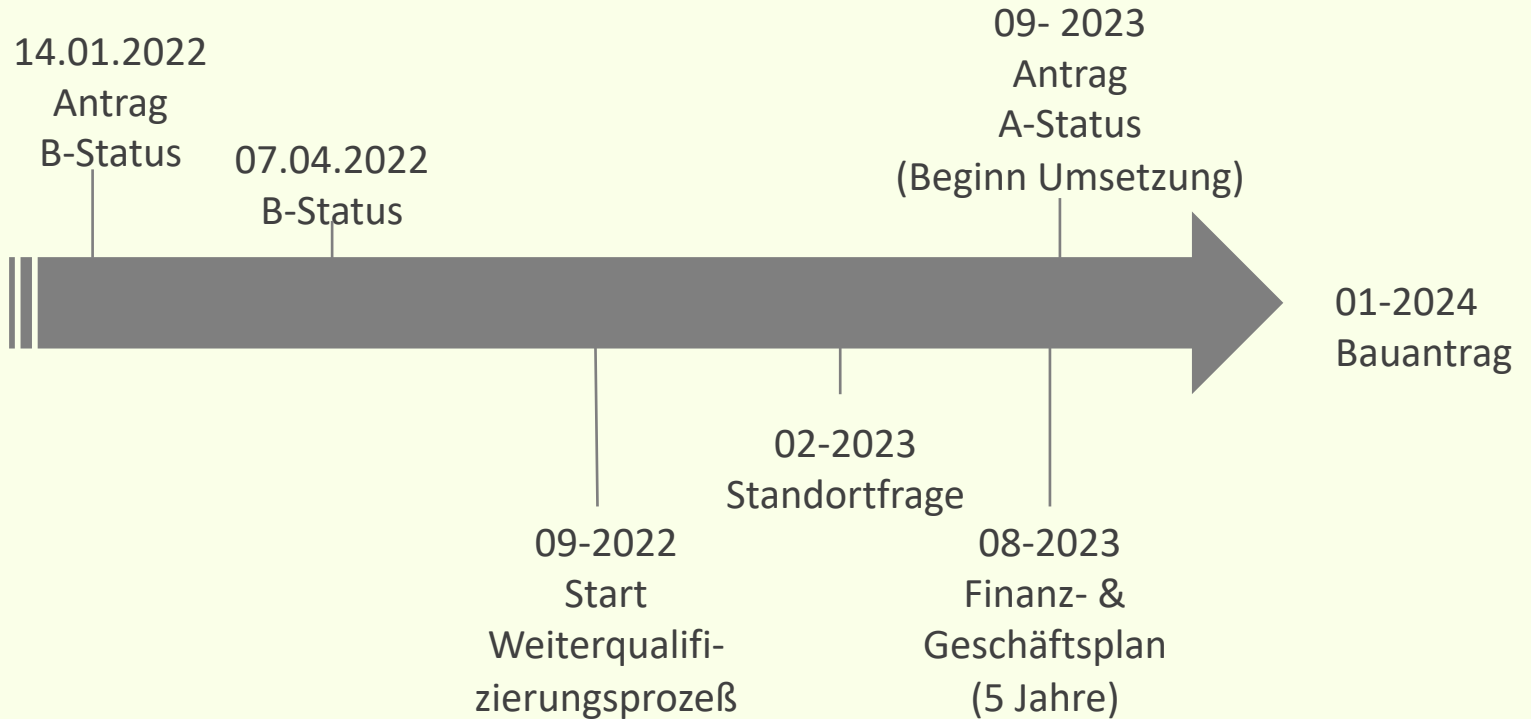 14.01.2022
Antrag
B-Status
07.04.2022
B-Status
09- 2023
Antrag
A-Status
(Beginn Umsetzung)
01-2024
Bauantrag
09-2022
Start
Weiterqualifi-
zierungsprozeß
02-2023
Standortfrage
08-2023
Finanz- &
Geschäftsplan
(5 Jahre)